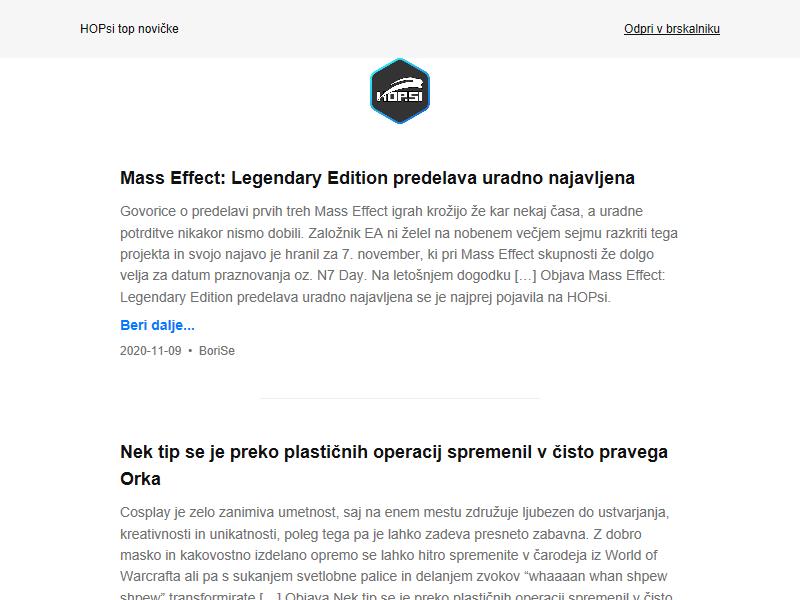 HOPsi top novičke
Odpri v brskalniku
HOPSI
Mass Effect: Legendary Edition predelava uradno najavljena
Govorice o predelavi prvih treh Mass Effect igrah krožijo že kar nekaj časa, a uradne
potrditve nikakor nismo dobili. Založnik EA ni želel na nobenem večjem sejmu razkriti tega
projekta in svojo najavo je hranil za 7. november, ki pri Mass Effect skupnosti že dolgo
velja za datum praznovanja oz. N7 Day. Na letošnjem dogodku […] Objava Mass Effect:
Legendary Edition predelava uradno najavljena se je najprej pojavila na HOPsi.
Beri dalje...
2020-11-09 • BoriSe
Nek tip se je preko plastičnih operacij spremenil v čisto pravega
Orka
Cosplay je zelo zanimiva umetnost, saj na enem mestu združuje ljubezen do ustvarjanja,
kreativnosti in unikatnosti, poleg tega pa je lahko zadeva presneto zabavna. Z dobro
masko in kakovostno izdelano opremo se lahko hitro spremenite v čarodeja iz World of
Warcrafta ali pa s sukanjem svetlobne palice in delanjem zvokov “whaaaan whan shpew
shpew” transformirate […] Objava Nek tip se je preko plastičnih operacij spremenil v čisto